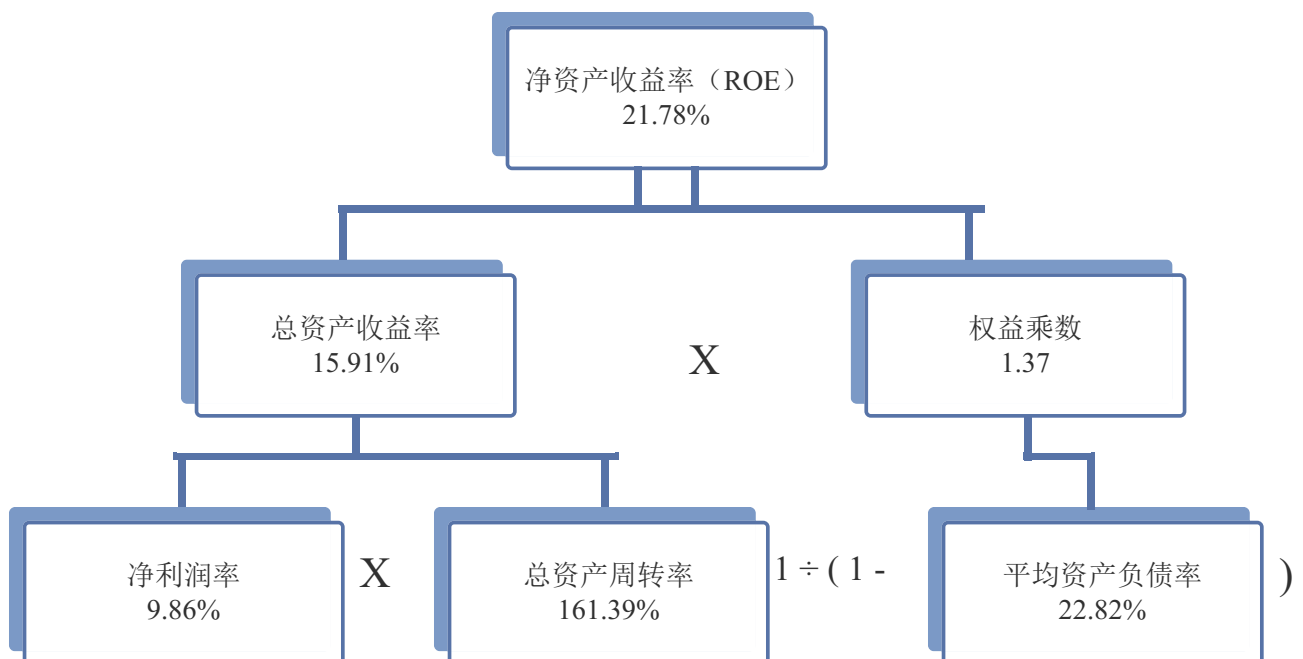 净资产收益率（ROE）
21.78%
总资产收益率
15.91%
X
权益乘数
1.37
净利润率
9.86%
X
总资产周转率
161.39%
1 ÷ ( 1 -
平均资产负债率
22.82%
)